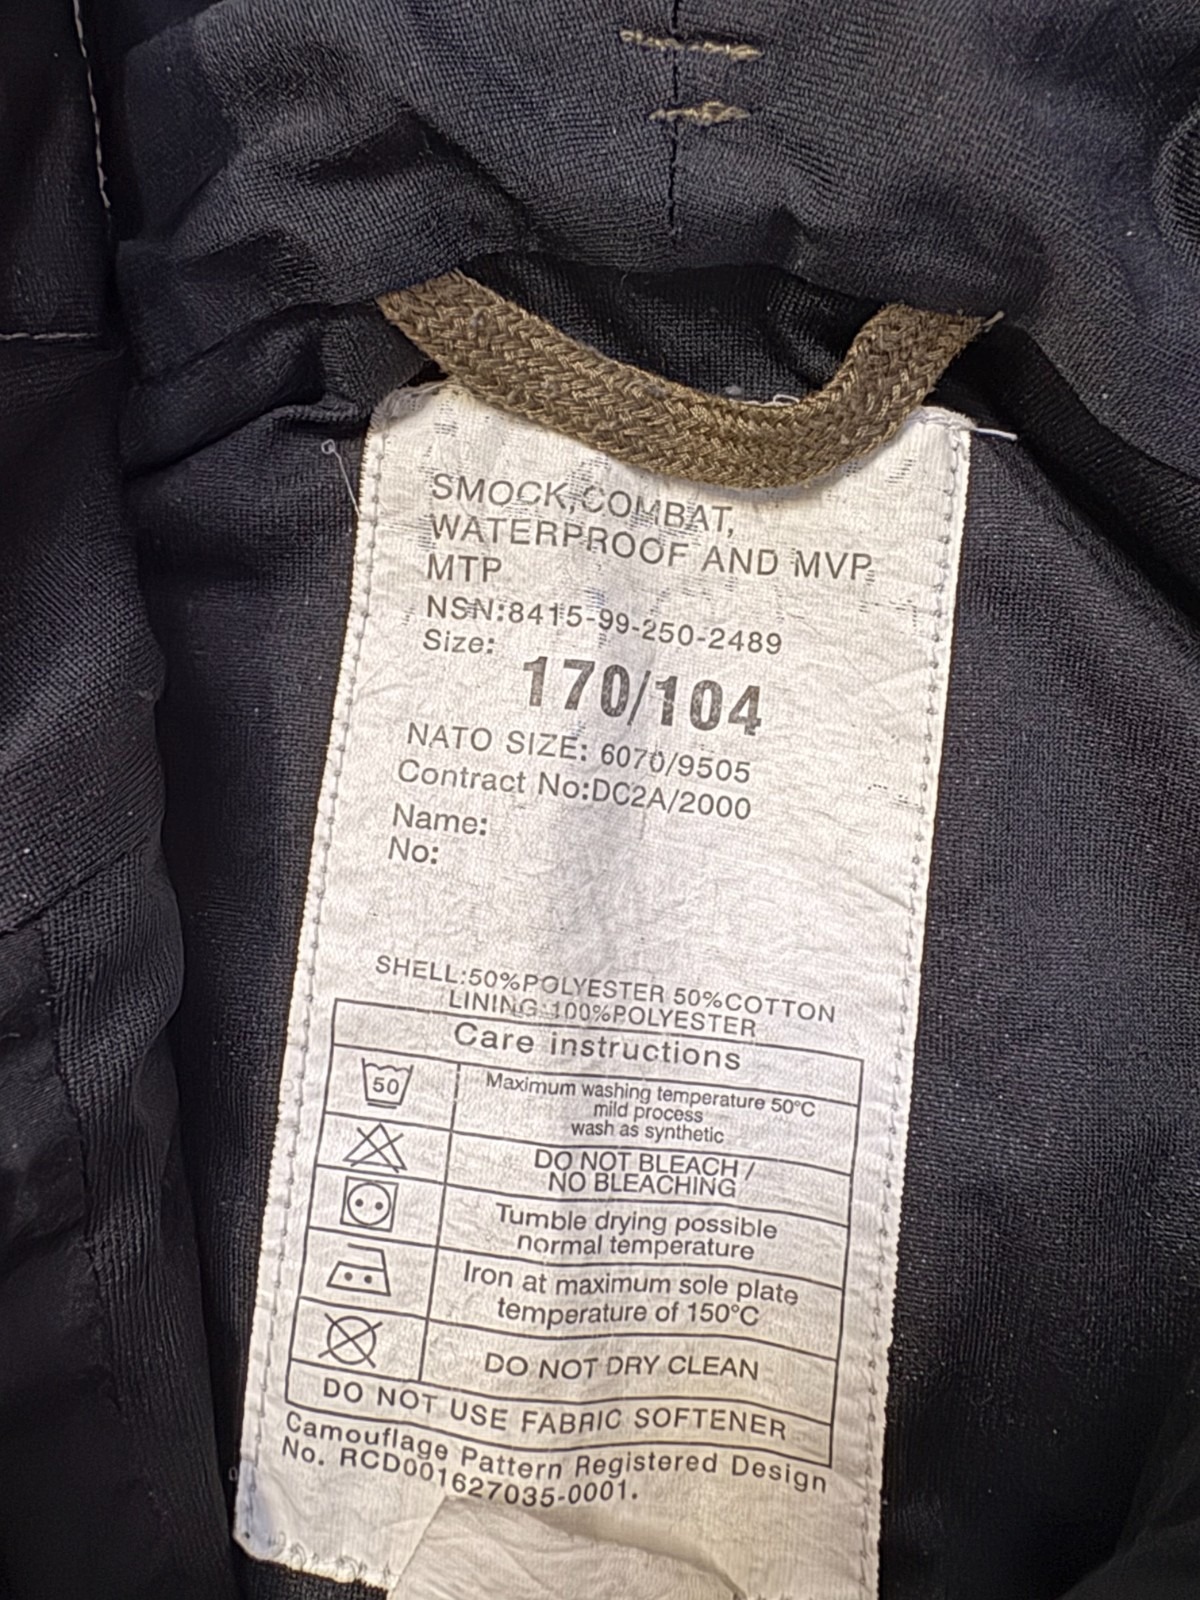 SMOCK,COMBAT,
WATERPROOF AND MVP
MTP
NSN:8415-99-250-2489
Size:
170/104
NATO SIZE: 6070/9505
Contract No:DC2A/2000
Name:
No:
SHELL:50%POLYESTER 50%COTTON
LINING:100%POLYESTER
Care instructions
50
Maximum washing temperature 50°C
mild process
wash as synthetic
DO NOT BLEACH /
NO BLEACHING
Tumble drying possible
normal temperature
Iron at maximum sole plate
temperature of 150°C
DO NOT DRY CLEAN
DO NOT USE FABRIC SOFTENER
Camouflage Pattern Registered Design
No. RCD001627035-0001.